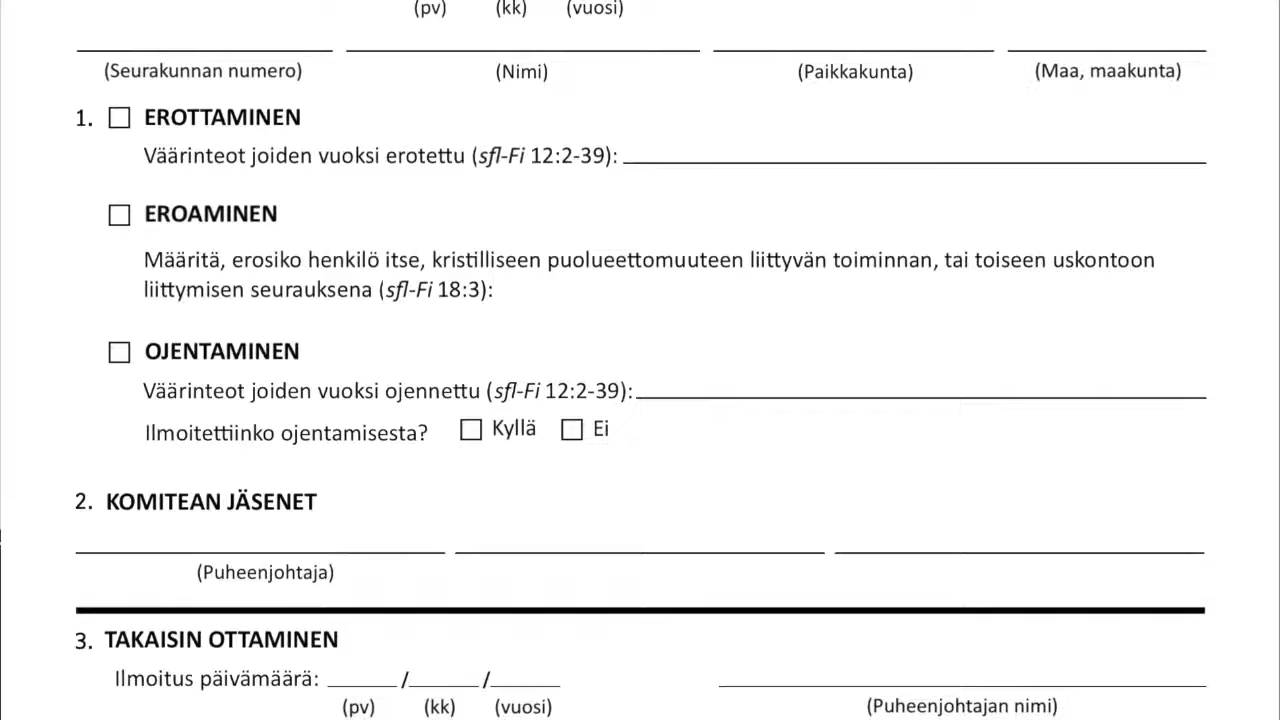 (pv) (kk) (vuosi)
(Seurakunnan numero) (Nimi) (Paikkakunta) (Maa, maakunta)
1. EROTTAMINEN
Väärinteot joiden vuoksi erotettu (sfl-Fi 12:2-39):
EROAMINEN
Määritä, erosiko henkilö itse, kristilliseen puolueettomuuteen liittyvän toiminnan, tai toiseen uskontoon
liittymisen seurauksena (sfl-Fi 18:3):
OJENTAMINEN
Väärinteot joiden vuoksi ojennettu (sfl-Fi 12:2-39):
Ilmoitettiinko ojentamisesta? Kyllä Ei
2. KOMITEAN JÄSENET
(Puheenjohtaja)
3. TAKAISIN OTTAMINEN
Ilmoitus päivämäärä: / /
(pv) (kk) (vuosi) (Puheenjohtajan nimi)